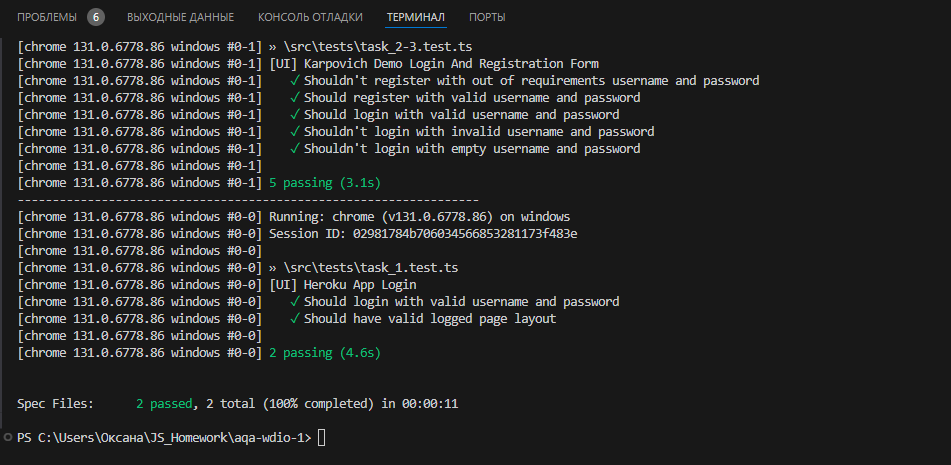 ПРОБЛЕМЫ 6 ВЫХОДНЫЕ ДАННЫЕ КОНСОЛЬ ОТЛАДКИ ТЕРМИНАЛ ПОРТЫ
[chrome 131.0.6778.86 windows #0-1] » \src\tests\task_2-3.test.ts
[chrome 131.0.6778.86 windows #0-1] [UI] Karpovich Demo Login And Registration Form
[chrome 131.0.6778.86 windows #0-1] ✓ Shouldn't register with out of requirements username and password
[chrome 131.0.6778.86 windows #0-1] ✓ Should register with valid username and password
[chrome 131.0.6778.86 windows #0-1] ✓ Should login with valid username and password
[chrome 131.0.6778.86 windows #0-1] ✓ Shouldn't login with invalid username and password
[chrome 131.0.6778.86 windows #0-1] ✓ Shouldn't login with empty username and password
[chrome 131.0.6778.86 windows #0-1]
[chrome 131.0.6778.86 windows #0-1] 5 passing (3.1s)
------------------------------------------------------------------
[chrome 131.0.6778.86 windows #0-0] Running: chrome (v131.0.6778.86) on windows
[chrome 131.0.6778.86 windows #0-0] Session ID: 02981784b706034566853281173f483e
[chrome 131.0.6778.86 windows #0-0]
[chrome 131.0.6778.86 windows #0-0] » \src\tests\task_1.test.ts
[chrome 131.0.6778.86 windows #0-0] [UI] Heroku App Login
[chrome 131.0.6778.86 windows #0-0] ✓ Should login with valid username and password
[chrome 131.0.6778.86 windows #0-0] ✓ Should have valid logged page layout
[chrome 131.0.6778.86 windows #0-0]
[chrome 131.0.6778.86 windows #0-0] 2 passing (4.6s)
Spec Files: 2 passed, 2 total (100% completed) in 00:00:11
PS C:\Users\Оксана\JS_Homework\aqa-wdio-1>